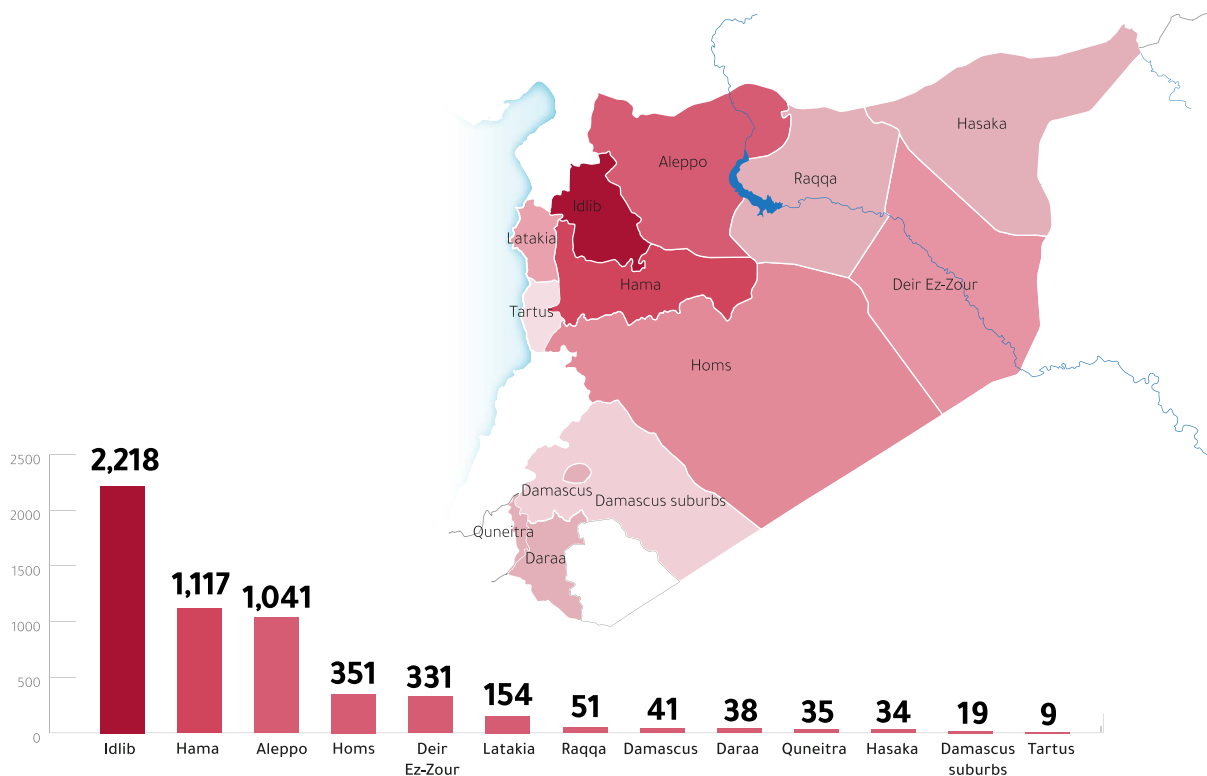 Hasaka
Aleppo
Raqqa
Idlib
Latakia
Hama
Deir Ez-Zour
Tartus
Homs
Damascus
Damascus suburbs
Quneitra
Daraa
2500
2000
1500
1000
500
0
2,218
1,117
1,041
351
331
154
51
41
38
35
34
19
9
Idlib
Hama
Aleppo
Homs
Deir
Ez-Zour
Latakia
Raqqa
Damascus
Daraa
Quneitra
Hasaka
Damascus
suburbs
Tartus